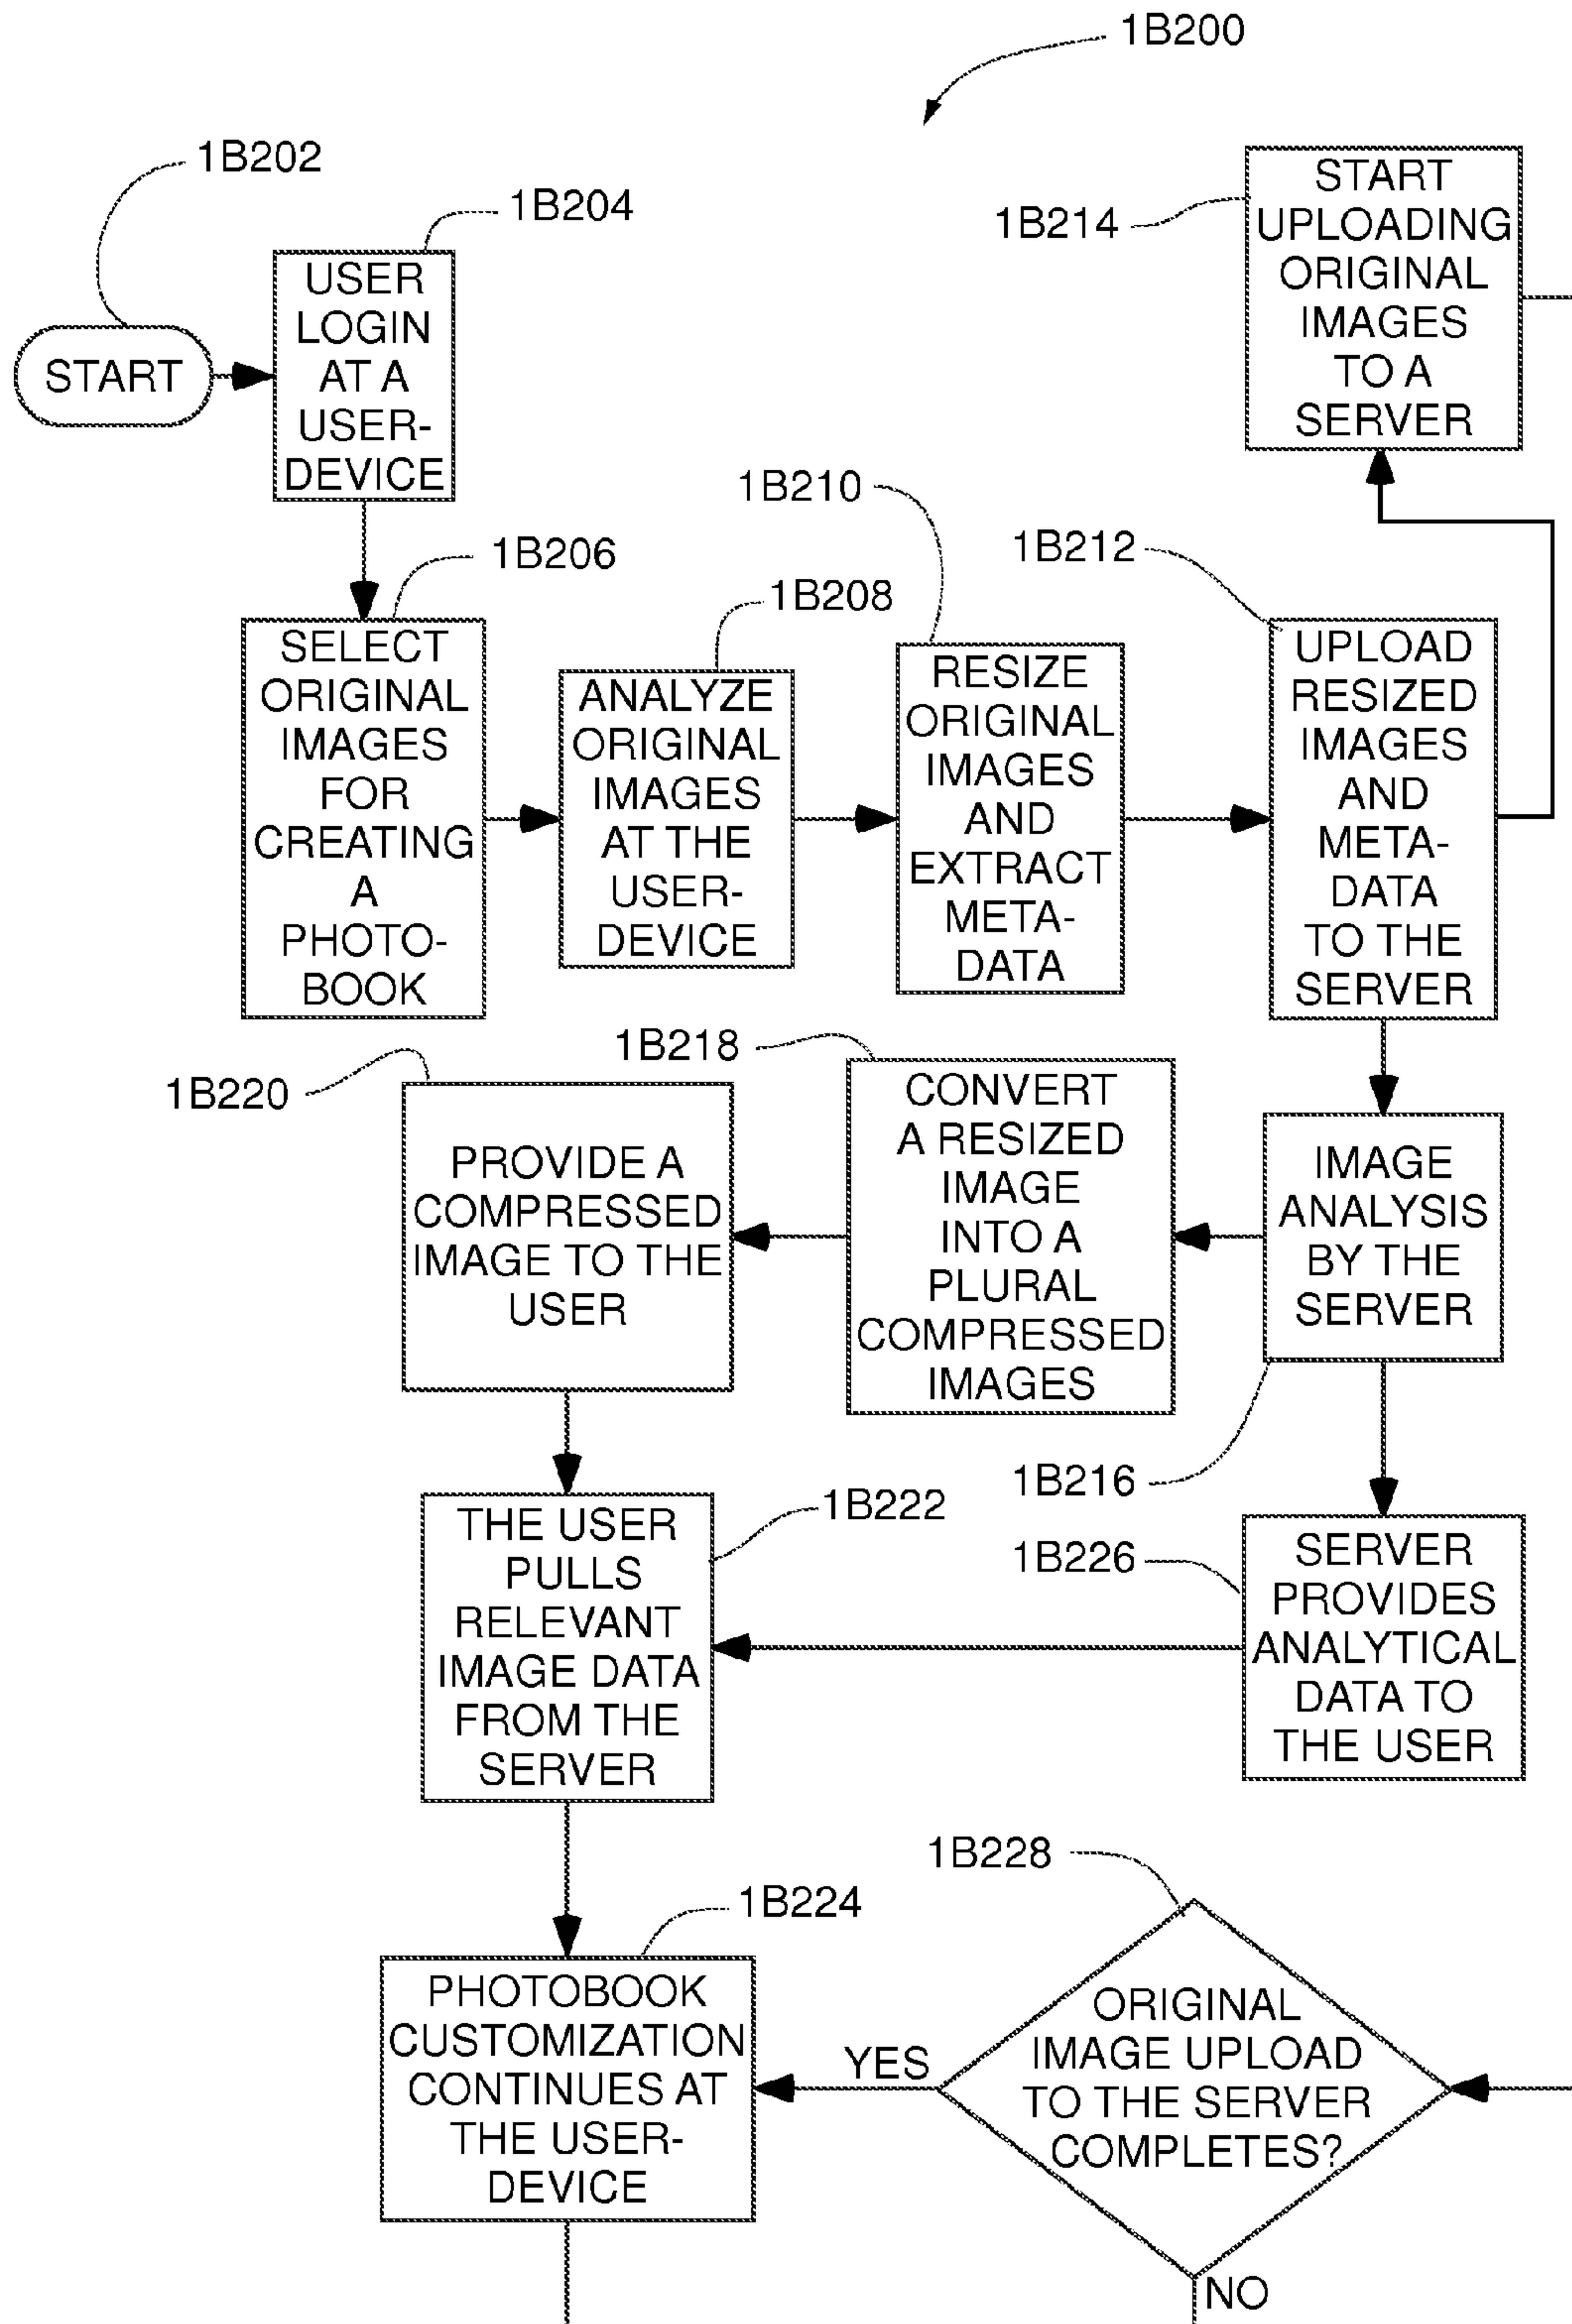 1B200
1B202
1B204
START
USER
LOGIN
AT A
USER-
DEVICE
1B214
START
UPLOADING
ORIGINAL
IMAGES
TO A
SERVER
1B206
SELECT
ORIGINAL
IMAGES
FOR
CREATING
A
PHOTO-
BOOK
1B208
ANALYZE
ORIGINAL
IMAGES
AT THE
USER-
DEVICE
1B210
RESIZE
ORIGINAL
IMAGES
AND
EXTRACT
META-
DATA
1B212
UPLOAD
RESIZED
IMAGES
AND
META-
DATA
TO THE
SERVER
1B220
PROVIDE A
COMPRESSED
IMAGE TO THE
USER
1B218
CONVERT
A RESIZED
IMAGE
INTO A
PLURAL
COMPRESSED
IMAGES
IMAGE
ANALYSIS
BY THE
SERVER
1B216
1B222
THE USER
PULLS
RELEVANT
IMAGE DATA
FROM THE
SERVER
1B226
SERVER
PROVIDES
ANALYTICAL
DATA TO
THE USER
1B224
PHOTOBOOK
CUSTOMIZATION
CONTINUES AT
THE USER-
DEVICE
YES
1B228
ORIGINAL
IMAGE UPLOAD
TO THE SERVER
COMPLETES?
NO